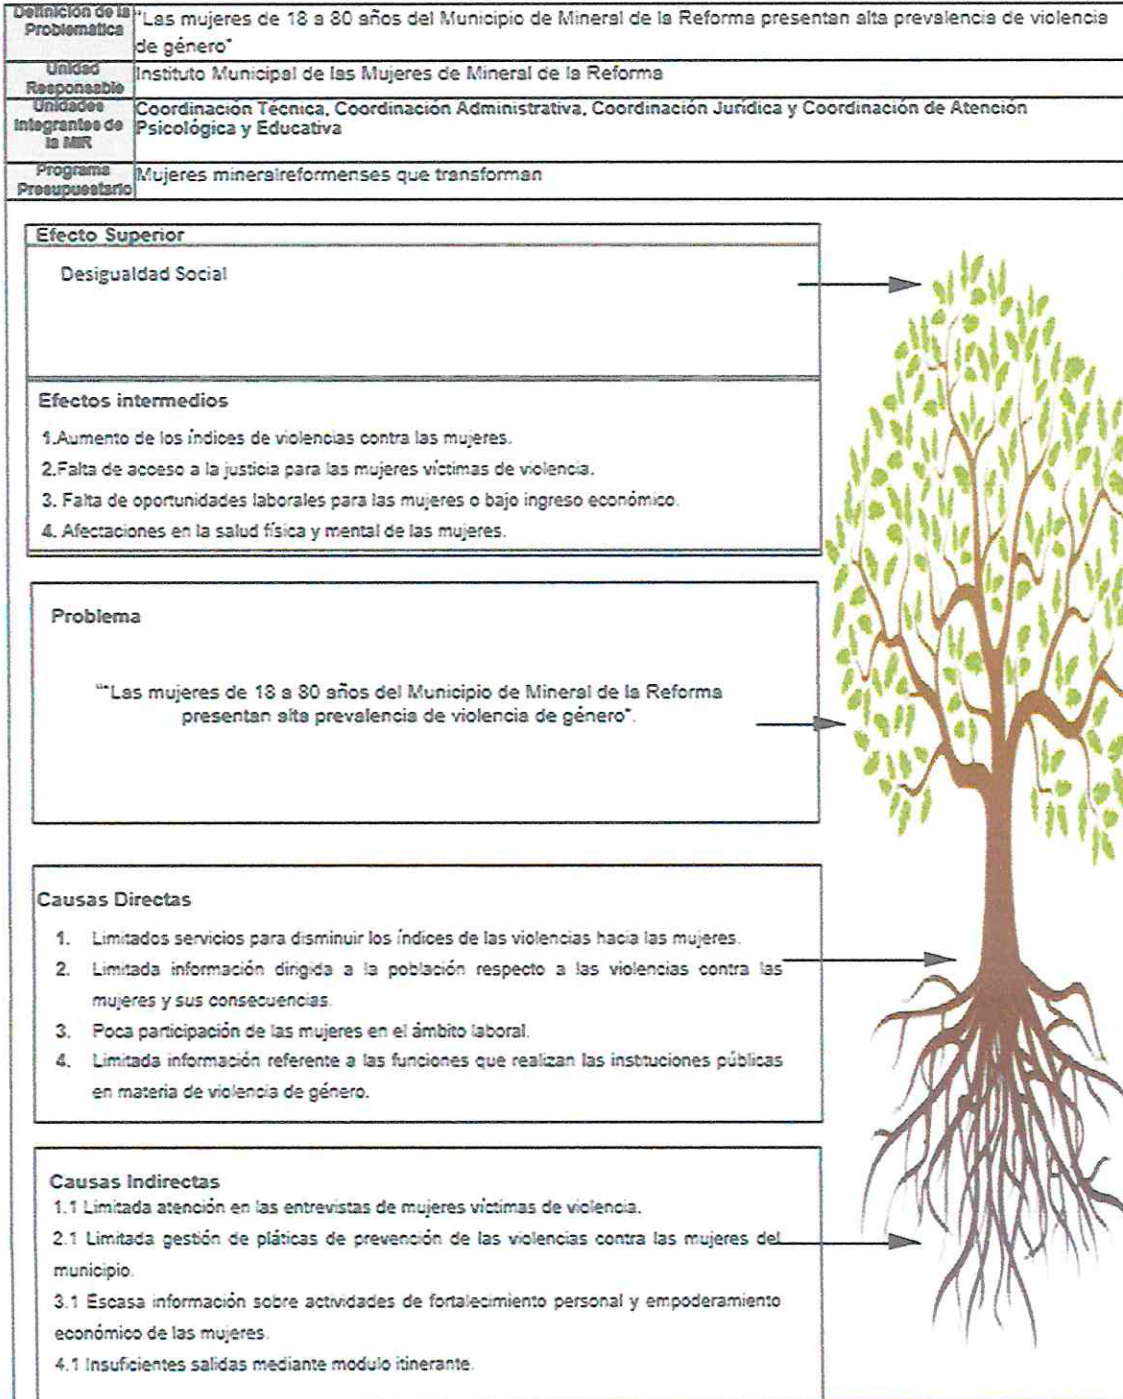 Definición de la
Problematica
"Las mujeres de 18 a 80 años del Municipio de Mineral de la Reforma presentan alta prevalencia de violencia
de género"
Unidad
Responsable
Instituto Municipal de las Mujeres de Mineral de la Reforma
Unidades
Integrantes de
la MIR
Coordinación Técnica, Coordinación Administrativa, Coordinación Jurídica y Coordinación de Atención
Psicológica y Educativa
Programa
Presupuestario
Mujeres mineralreformenses que transforman
Efecto Superior
Desigualdad Social
Efectos intermedios
1.Aumento de los índices de violencias contra las mujeres.
2.Falta de acceso a la justicia para las mujeres víctimas de violencia.
3. Falta de oportunidades laborales para las mujeres o bajo ingreso económico.
4. Afectaciones en la salud física y mental de las mujeres.
Problema
""Las mujeres de 18 a 80 años del Municipio de Mineral de la Reforma
presentan alta prevalencia de violencia de género".
Causas Directas
1. Limitados servicios para disminuir los índices de las violencias hacia las mujeres.
2. Limitada información dirigida a la población respecto a las violencias contra las
mujeres y sus consecuencias.
3. Poca participación de las mujeres en el ámbito laboral.
4. Limitada información referente a las funciones que realizan las instituciones públicas
en materia de violencia de género.
Causas Indirectas
1.1 Limitada atención en las entrevistas de mujeres víctimas de violencia.
2.1 Limitada gestión de pláticas de prevención de las violencias contra las mujeres del
municipio.
3.1 Escasa información sobre actividades de fortalecimiento personal y empoderamiento
económico de las mujeres.
4.1 Insuficientes salidas mediante modulo itinerante.